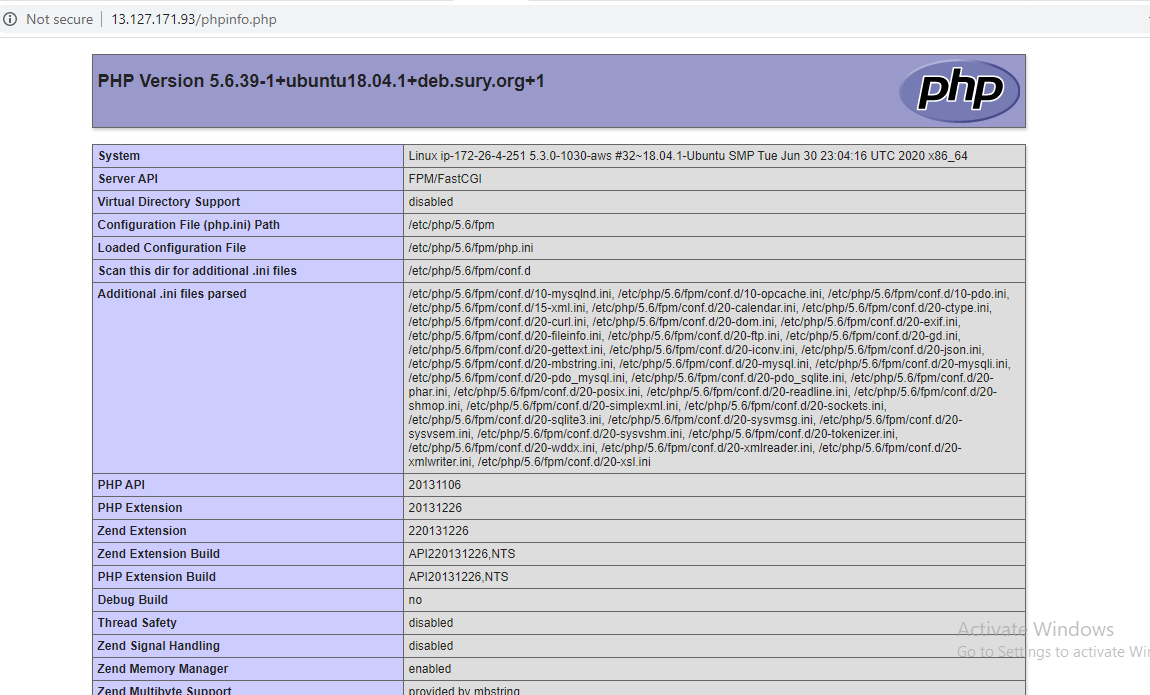 Not secure | 13.127.171.93/phpinfo.php
PHP Version 5.6.39-1+ubuntu18.04.1+deb.sury.org+1
php
System Linux ip-172-26-4-251 5.3.0-1030-aws #32~18.04.1-Ubuntu SMP Tue Jun 30 23:04:16 UTC 2020 x86_64
Server API FPM/FastCGI
Virtual Directory Support disabled
Configuration File (php.ini) Path /etc/php/5.6/fpm
Loaded Configuration File /etc/php/5.6/fpm/php.ini
Scan this dir for additional .ini files /etc/php/5.6/fpm/conf.d
Additional .ini files parsed /etc/php/5.6/fpm/conf.d/10-mysqlnd.ini, /etc/php/5.6/fpm/conf.d/10-opcache.ini, /etc/php/5.6/fpm/conf.d/10-pdo.ini,
/etc/php/5.6/fpm/conf.d/15-xml.ini, /etc/php/5.6/fpm/conf.d/20-calendar.ini, /etc/php/5.6/fpm/conf.d/20-ctype.ini,
/etc/php/5.6/fpm/conf.d/20-curl.ini, /etc/php/5.6/fpm/conf.d/20-dom.ini, /etc/php/5.6/fpm/conf.d/20-exif.ini,
/etc/php/5.6/fpm/conf.d/20-fileinfo.ini, /etc/php/5.6/fpm/conf.d/20-ftp.ini, /etc/php/5.6/fpm/conf.d/20-gd.ini,
/etc/php/5.6/fpm/conf.d/20-gettext.ini, /etc/php/5.6/fpm/conf.d/20-iconv.ini, /etc/php/5.6/fpm/conf.d/20-json.ini,
/etc/php/5.6/fpm/conf.d/20-mbstring.ini, /etc/php/5.6/fpm/conf.d/20-mysql.ini, /etc/php/5.6/fpm/conf.d/20-mysqli.ini,
/etc/php/5.6/fpm/conf.d/20-pdo_mysql.ini, /etc/php/5.6/fpm/conf.d/20-pdo_sqlite.ini, /etc/php/5.6/fpm/conf.d/20-
phar.ini, /etc/php/5.6/fpm/conf.d/20-posix.ini, /etc/php/5.6/fpm/conf.d/20-readline.ini, /etc/php/5.6/fpm/conf.d/20-
shmop.ini, /etc/php/5.6/fpm/conf.d/20-simplexml.ini, /etc/php/5.6/fpm/conf.d/20-sockets.ini,
/etc/php/5.6/fpm/conf.d/20-sqlite3.ini, /etc/php/5.6/fpm/conf.d/20-sysvmsg.ini, /etc/php/5.6/fpm/conf.d/20-
sysvsem.ini, /etc/php/5.6/fpm/conf.d/20-sysvshm.ini, /etc/php/5.6/fpm/conf.d/20-tokenizer.ini,
/etc/php/5.6/fpm/conf.d/20-wddx.ini, /etc/php/5.6/fpm/conf.d/20-xmlreader.ini, /etc/php/5.6/fpm/conf.d/20-
xmlwriter.ini, /etc/php/5.6/fpm/conf.d/20-xsl.ini
PHP API 20131106
PHP Extension 20131226
Zend Extension 220131226
Zend Extension Build API220131226,NTS
PHP Extension Build API20131226,NTS
Debug Build no
Thread Safety disabled
Zend Signal Handling disabled
Zend Memory Manager enabled
Zend Multibyte Support provided by mbstring
Activate Windows
Go to Settings to activate Wi